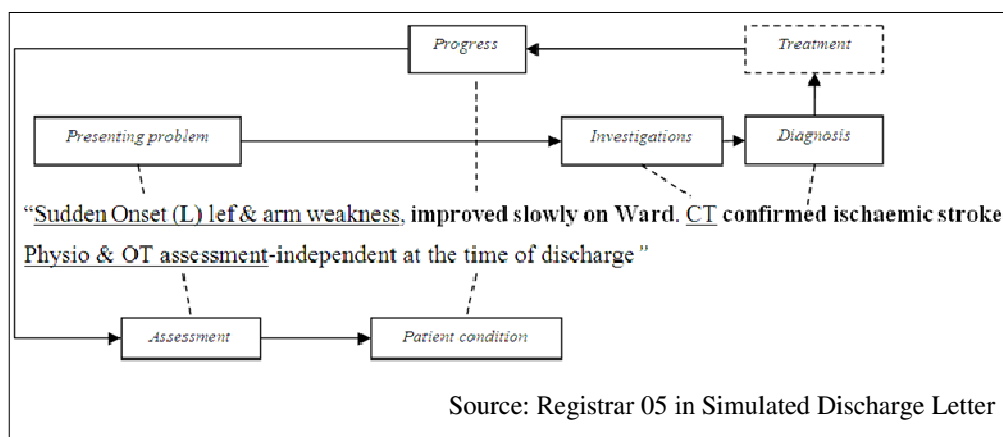 Progress
Treatment
Presenting problem
Investigations
Diagnosis
“Sudden Onset (L) lef & arm weakness, improved slowly on Ward. CT confirmed ischaemic stroke
Physio & OT assessment-independent at the time of discharge”
Assessment
Patient condition
Source: Registrar 05 in Simulated Discharge Letter